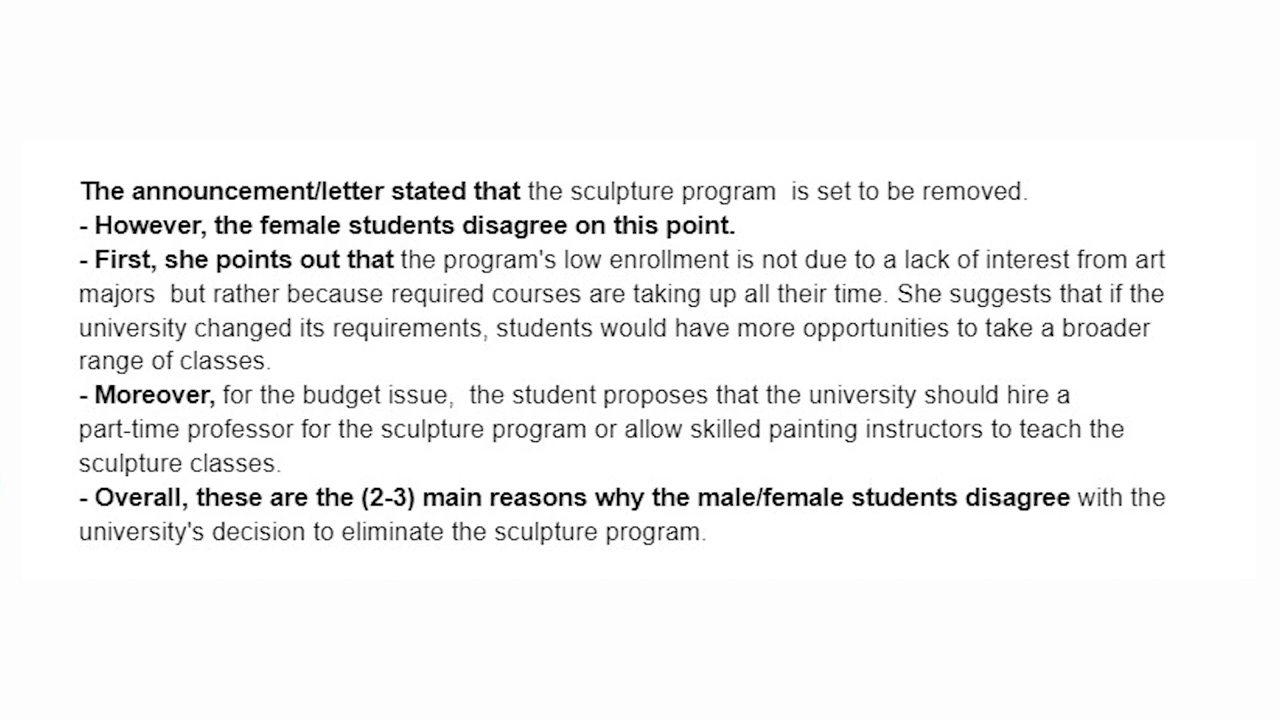 The announcement/letter stated that the sculpture program  is set to be removed.
- However, the female students disagree on this point.
- First, she points out that the program's low enrollment is not due to a lack of interest from art
majors  but rather because required courses are taking up all their time. She suggests that if the
university changed its requirements, students would have more opportunities to take a broader
range of classes.
- Moreover, for the budget issue,  the student proposes that the university should hire a
part-time professor for the sculpture program or allow skilled painting instructors to teach the
sculpture classes.
- Overall, these are the (2-3) main reasons why the male/female students disagree with the
university's decision to eliminate the sculpture program.